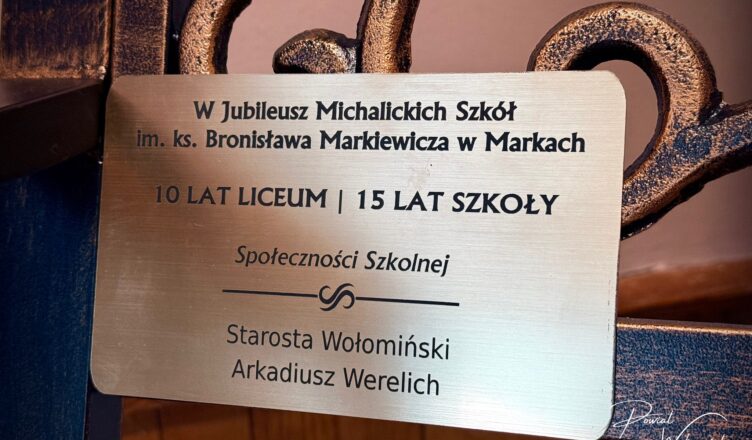 W Jubileusz Michalickich Szkół
im. ks. Bronisława Markiewicza w Markach
10 LAT LICEUM | 15 LAT SZKOŁY
Społeczności Szkolnej
Starosta Wołomiński
Arkadiusz Werelich
Powiat